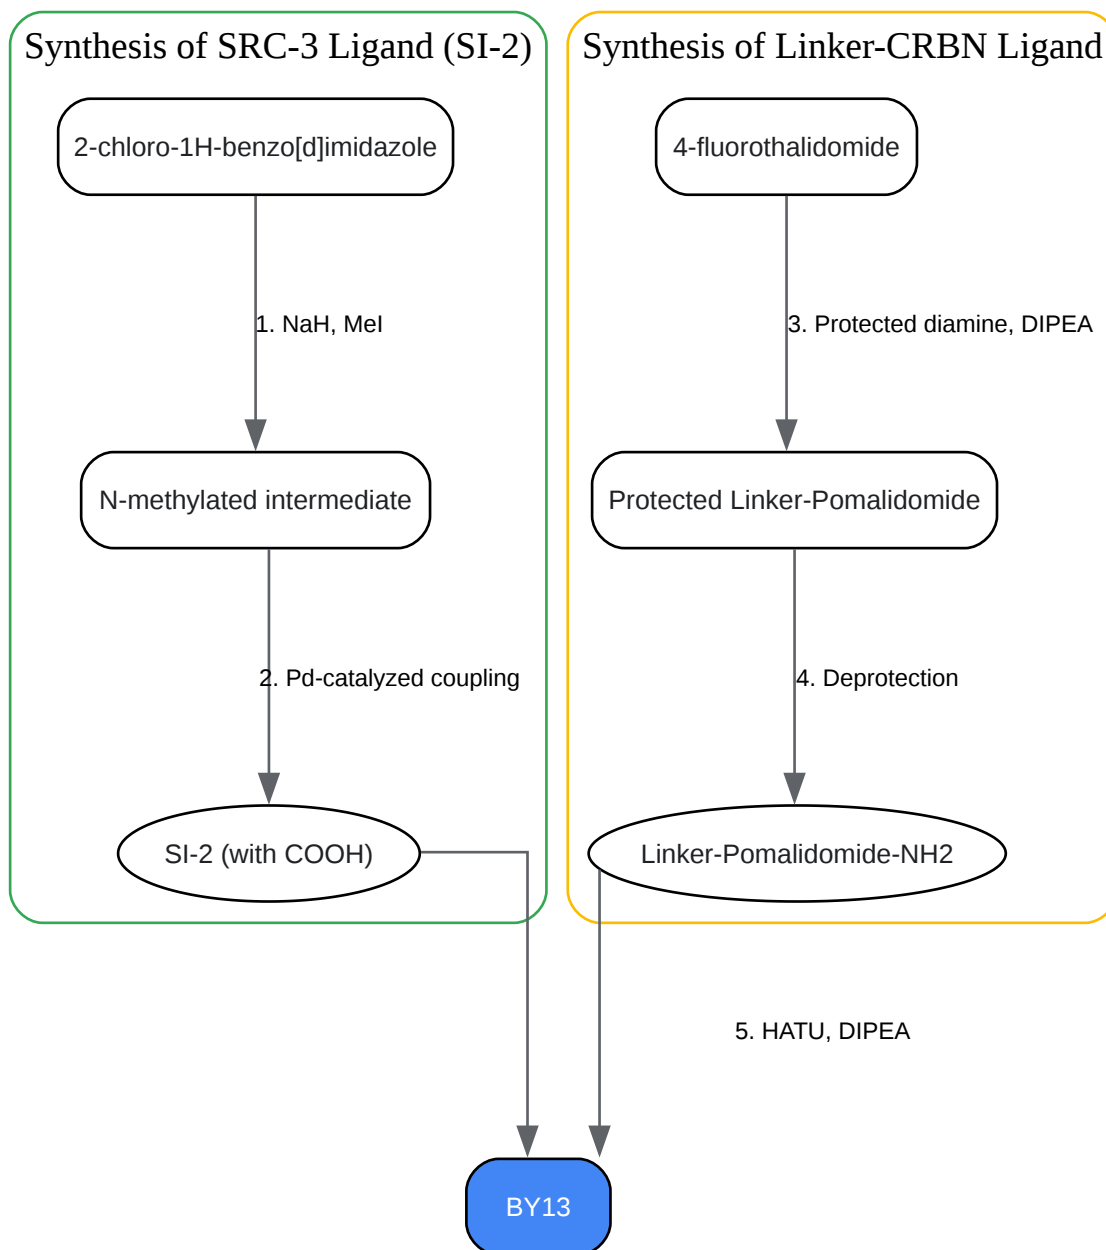 Synthesis of SRC-3 Ligand (SI-2)
2-chloro-1H-benzo[d]imidazole
1. NaH, MeI
N-methylated intermediate
2. Pd-catalyzed coupling
SI-2 (with COOH)
Synthesis of Linker-CRBN Ligand
4-fluorothalidomide
3. Protected diamine, DIPEA
Protected Linker-Pomalidomide
4. Deprotection
Linker-Pomalidomide-NH2
5. HATU, DIPEA
BY13